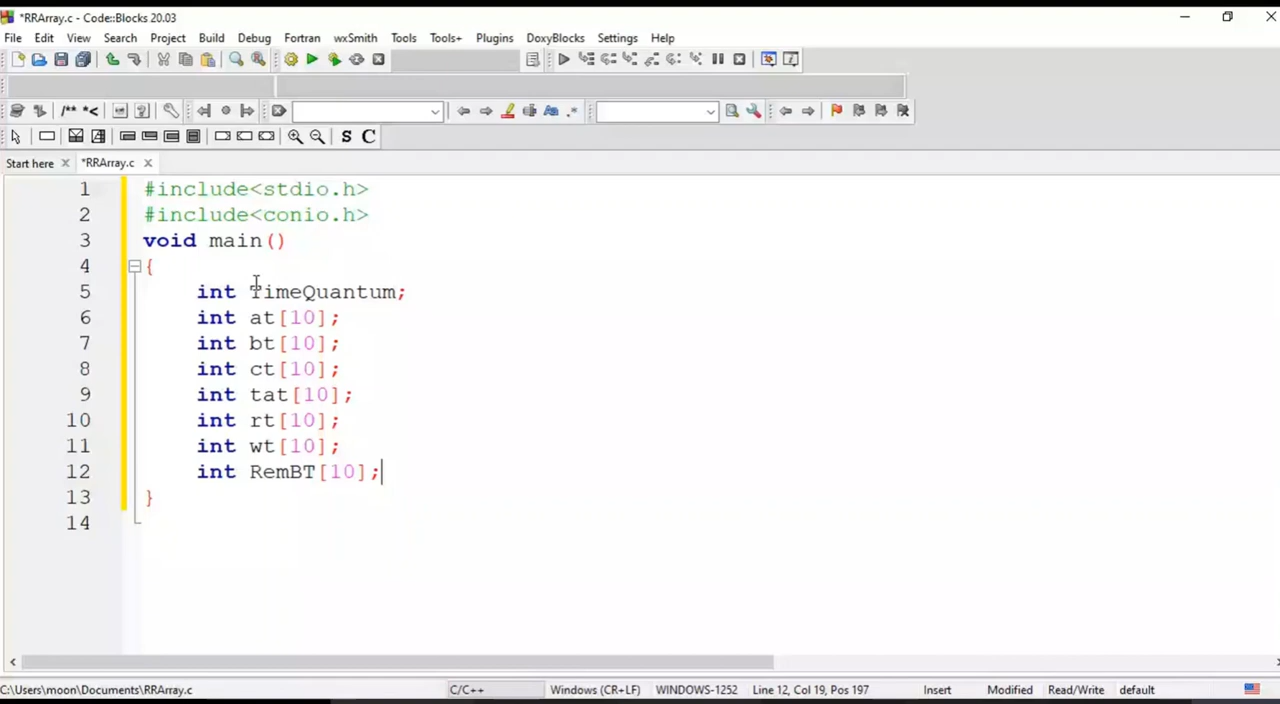 *RRArray.c - Code::Blocks 20.03
File Edit View Search Project Build Debug Fortran wxSmith Tools Tools+ Plugins DoxyBlocks Settings Help
/** *<
S C
Start here *RRArray.c
1 #include<stdio.h>
2 #include<conio.h>
3 void main()
4 {
5 int TimeQuantum;
6 int at[10];
7 int bt[10];
8 int ct[10];
9 int tat[10];
10 int rt[10];
11 int wt[10];
12 int RemBT[10];
13 }
14
C:\Users\moon\Documents\RRArray.c C/C++ Windows (CR+LF) WINDOWS-1252 Line 12, Col 19, Pos 197 Insert Modified Read/Write default